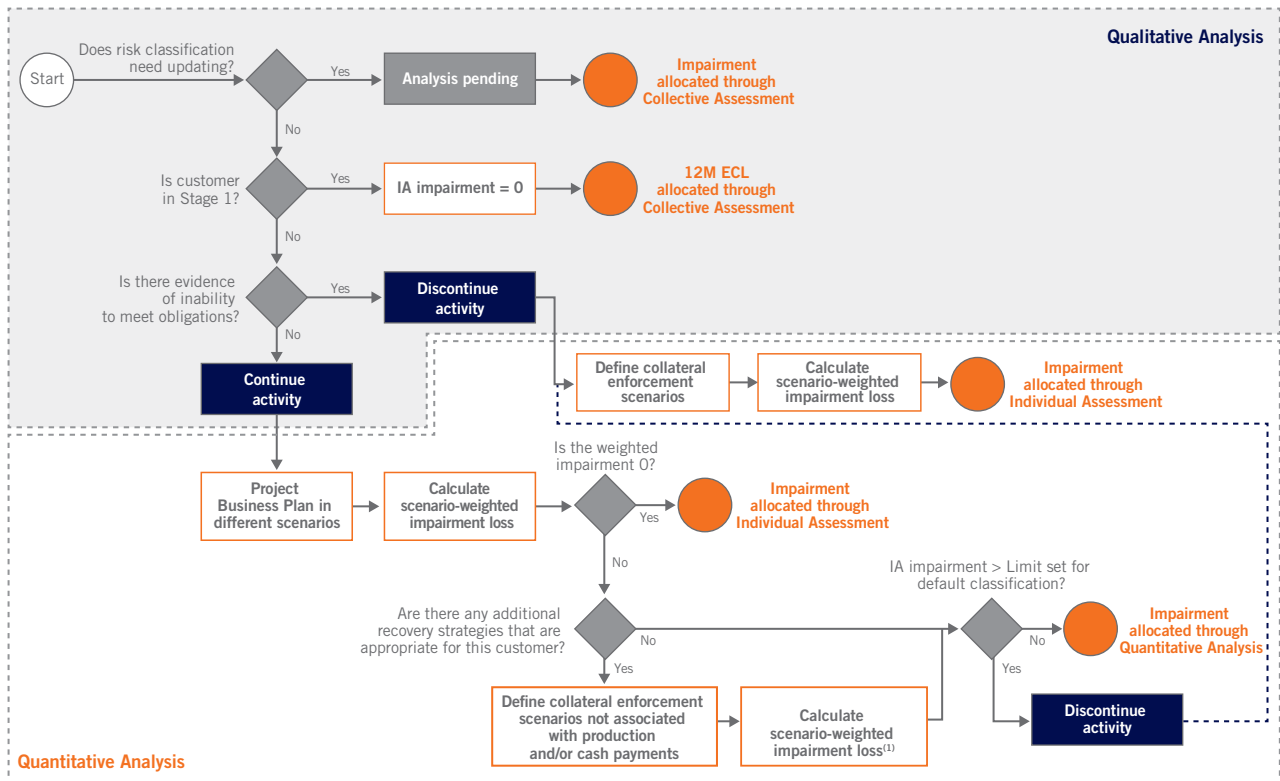 Qualitative Analysis
Start
Does risk classification
need updating?
Yes
Analysis pending
Impairment
allocated through
Collective Assessment
No
Is customer
in Stage 1?
Yes
IA impairment = 0
12M ECL
allocated through
Collective Assessment
No
Is there evidence
of inability
to meet obligations?
Yes
Discontinue
activity
No
Continue
activity
Define collateral
enforcement
scenarios
Calculate
scenario-weighted
impairment loss
Impairment
allocated through
Individual Assessment
Project
Business Plan in
different scenarios
Calculate
scenario-weighted
impairment loss
Is the weighted
impairment 0?
Yes
Impairment
allocated through
Individual Assessment
No
Are there any additional
recovery strategies that are
appropriate for this customer?
No
Yes
IA impairment > Limit set for
default classification?
No
Impairment
allocated through
Quantitative Analysis
Yes
Define collateral enforcement
scenarios not associated
with production
and/or cash payments
Calculate
scenario-weighted
impairment loss(1)
Discontinue
activity
Quantitative Analysis